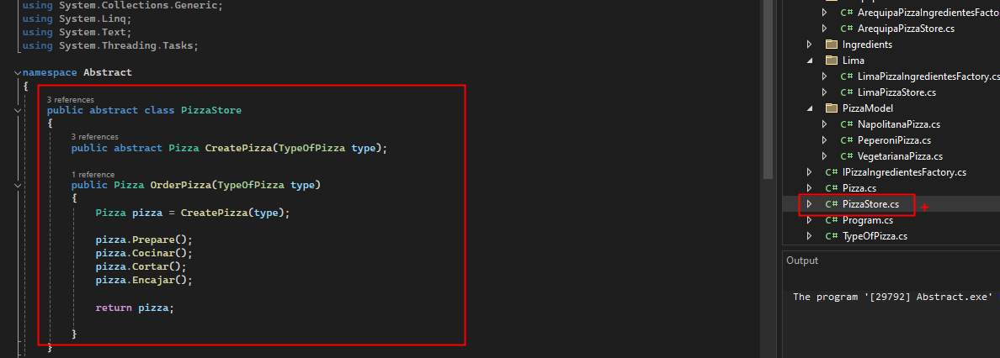 using System.Collections.Generic;
using System.Linq;
using System.Text;
using System.Threading.Tasks;
namespace Abstract
{
3 references
public abstract class PizzaStore
{
3 references
public abstract Pizza CreatePizza(TypeOfPizza type);
1 reference
public Pizza OrderPizza(TypeOfPizza type)
{
Pizza pizza = CreatePizza(type);
pizza.Prepare();
pizza.Cocinar();
pizza.Cortar();
pizza.Encajar();
return pizza;
}
}
C# ArequipaPizzaIngredientesFacto
C# ArequipaPizzaStore.cs
Ingredients
Lima
C# LimaPizzaIngredientesFactory.cs
C# LimaPizzaStore.cs
PizzaModel
C# NapolitanaPizza.cs
C# PeperoniPizza.cs
C# VegetarianaPizza.cs
C# IPizzaIngredientesFactory.cs
C# Pizza.cs
C# PizzaStore.cs +
C# Program.cs
C# TypeOfPizza.cs
Output
The program '[29792] Abstract.exe'